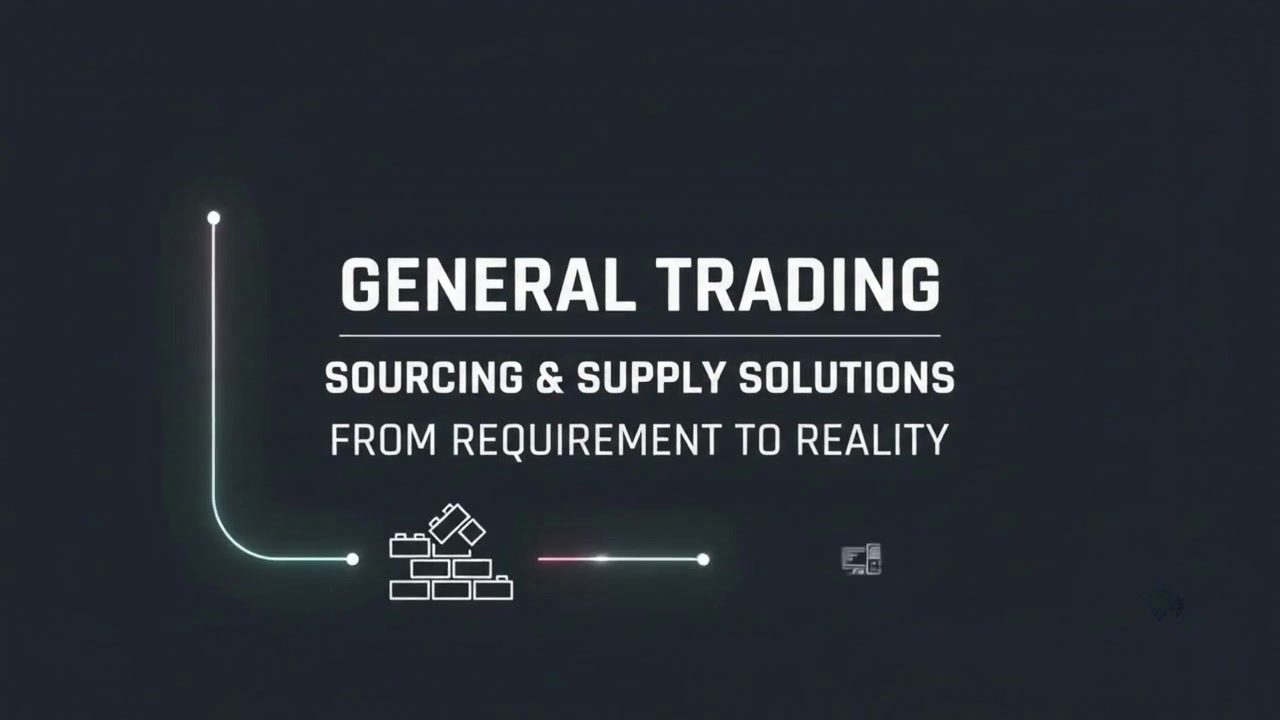 GENERAL TRADING
SOURCING & SUPPLY SOLUTIONS
FROM REQUIREMENT TO REALITY